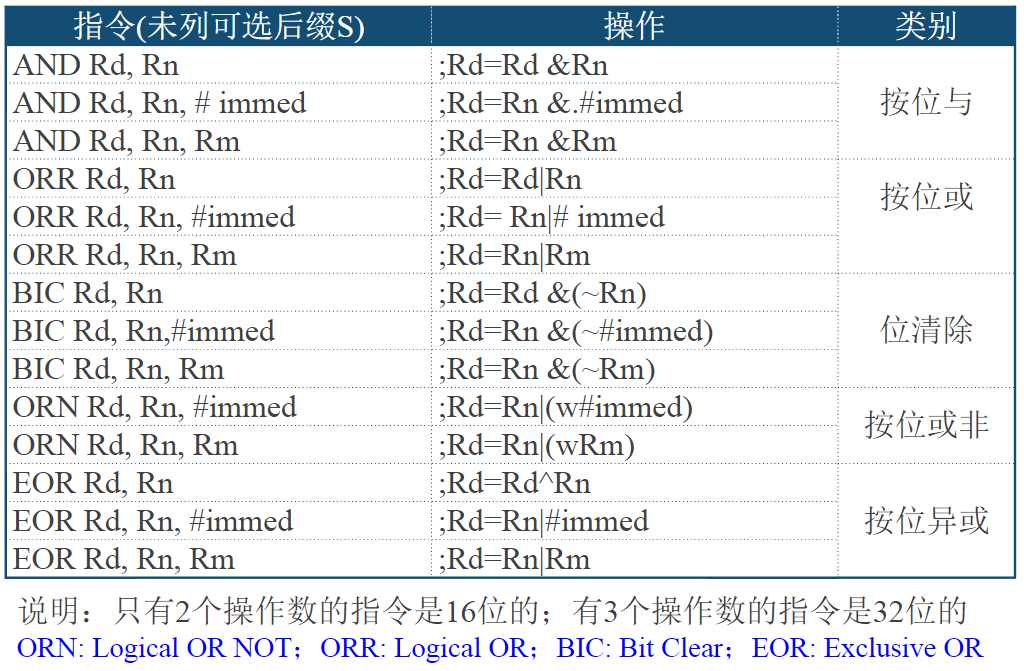 指令(未列可选后缀S) 操作 类别
AND Rd, Rn ;Rd=Rd &Rn
AND Rd, Rn, # immed ;Rd=Rn &.#immed 按位与
AND Rd, Rn, Rm ;Rd=Rn &Rm
ORR Rd, Rn ;Rd=Rd|Rn
ORR Rd, Rn, #immed ;Rd= Rn|# immed 按位或
ORR Rd, Rn, Rm ;Rd=Rn|Rm
BIC Rd, Rn ;Rd=Rd &(~Rn)
BIC Rd, Rn,#immed ;Rd=Rn &(~#immed) 位清除
BIC Rd, Rn, Rm ;Rd=Rn &(~Rm)
ORN Rd, Rn, #immed ;Rd=Rn|(w#immed) 按位或非
ORN Rd, Rn, Rm ;Rd=Rn|(wRm)
EOR Rd, Rn ;Rd=Rd^Rn
EOR Rd, Rn, #immed ;Rd=Rn|#immed 按位异或
EOR Rd, Rn, Rm ;Rd=Rn|Rm
说明：只有2个操作数的指令是16位的；有3个操作数的指令是32位的
ORN: Logical OR NOT；ORR: Logical OR；BIC: Bit Clear；EOR: Exclusive OR